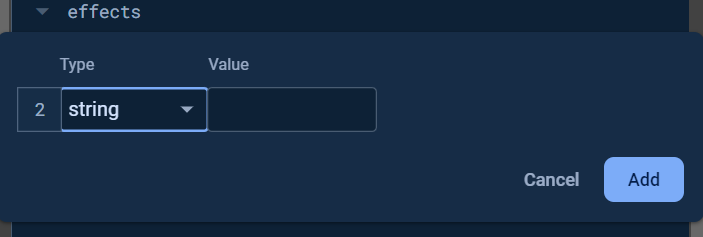 effects
Type Value
2 string
Cancel Add